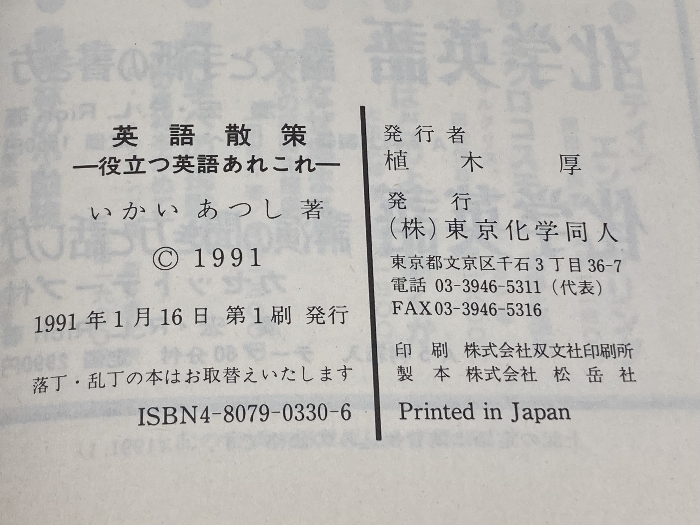 英語散策
―役立つ英語あれこれ―
いかい あつし 著
© 1991
1991年1月16日 第1刷 発行
落丁・乱丁の本はお取替えいたします
ISBN4-8079-0330-6
発行者
植木厚
発行
(株)東京化学同人
東京都文京区千石3丁目36-7
電話 03-3946-5311（代表）
FAX03-3946-5316
印刷 株式会社双文社印刷所
製本 株式会社 松岳社
Printed in Japan